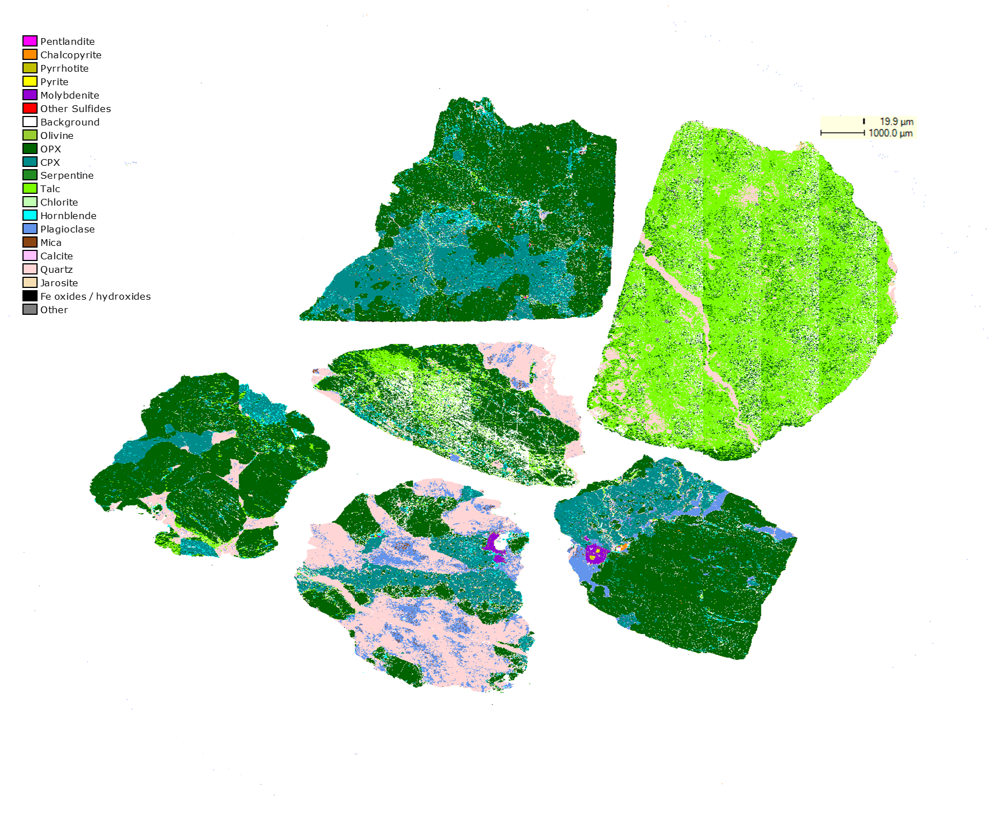 Pentlandite
Chalcopyrite
Pyrrhotite
Pyrite
Molybdenite
Other Sulfides
Background
Olivine
OPX
CPX
Serpentine
Talc
Chlorite
Hornblende
Plagioclase
Mica
Calcite
Quartz
Jarosite
Fe oxides / hydroxides
Other
19.9 µm
1000.0 µm